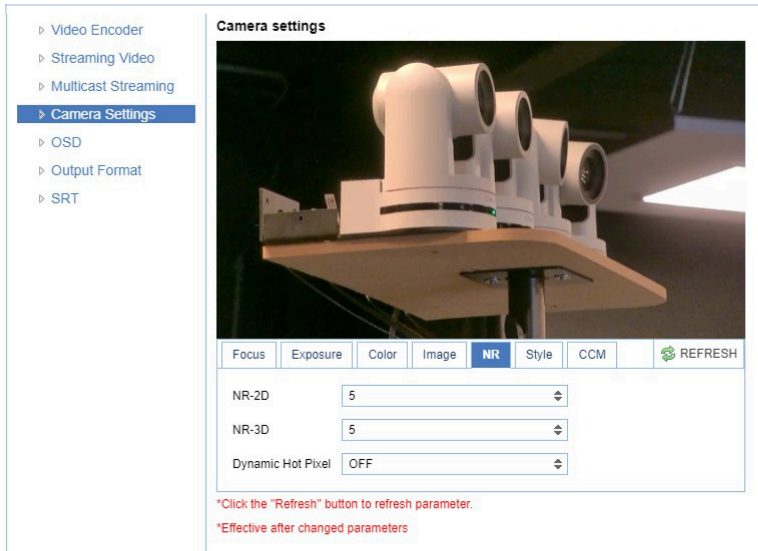 Video Encoder
Streaming Video
Multicast Streaming
Camera Settings
OSD
Output Format
SRT
Camera settings
Focus Exposure Color Image NR Style CCM REFRESH
NR-2D 5
NR-3D 5
Dynamic Hot Pixel OFF
*Click the "Refresh" button to refresh parameter.
*Effective after changed parameters